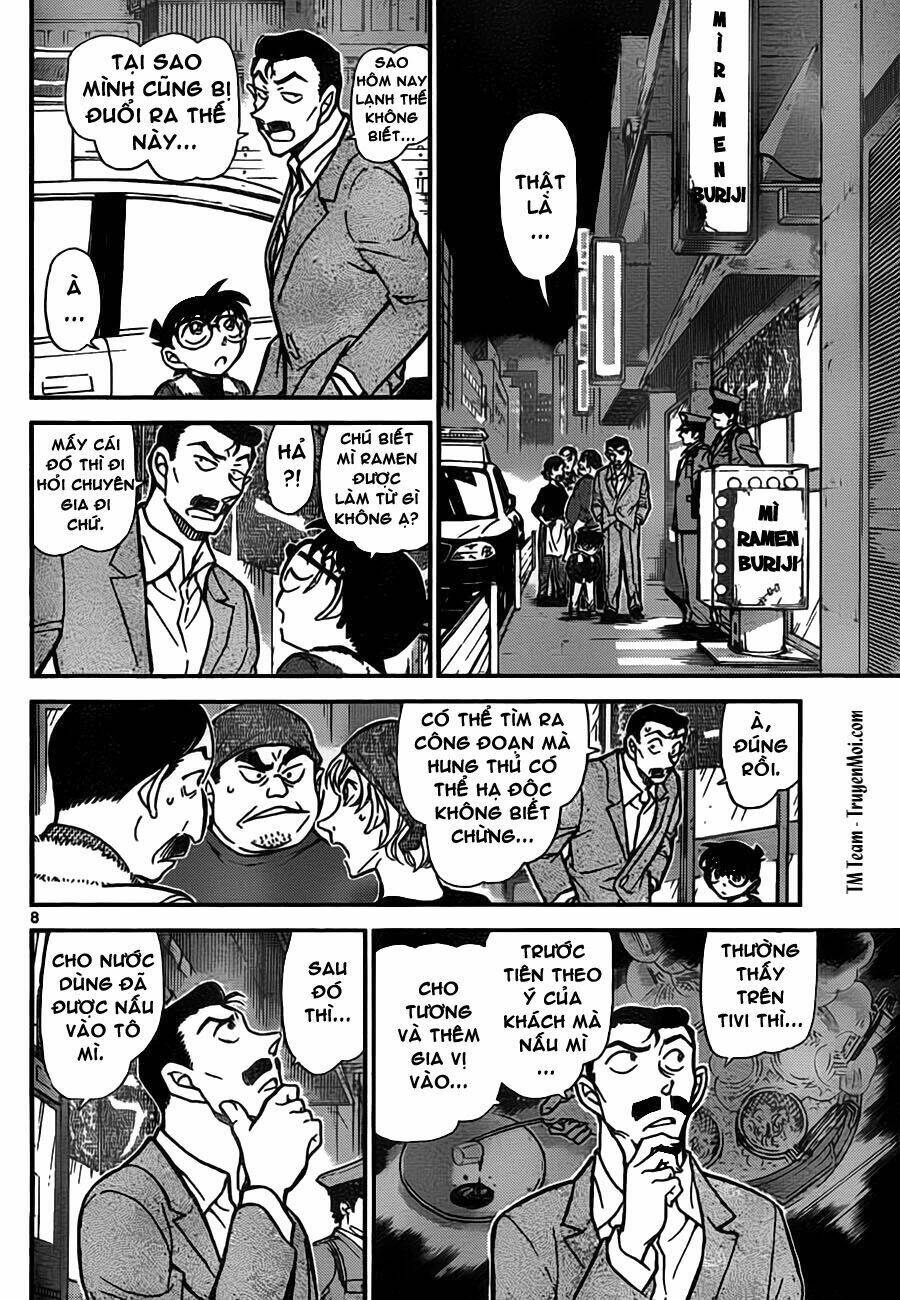 MÌ RAMEN
BURIJI
THẬT
LÀ
...
MÌ
RAMEN
BURIJI
SAO
HÔM NAY
LẠNH THẾ
KHÔNG
BIẾT...
TẠI SAO
MÌNH CŨNG BỊ
ĐUỔI RA THẾ
NÀY...
À
...
CHÚ BIẾT
MÌ RAMEN
ĐƯỢC
LÀM TỪ GÌ
KHÔNG Ạ?
HẢ
?!
MẤY CÁI
ĐÓ THÌ ĐI
HỎI CHUYÊN
GIA ĐI
CHỨ.
À,
ĐÚNG
RỒI.
CÓ THỂ TÌM RA
CÔNG ĐOẠN MÀ
HUNG THỦ CÓ
THỂ HẠ ĐỘC
KHÔNG BIẾT
CHỪNG...
TM Team - TruyenMoi.com
8
THƯỜNG
THẤY TRÊN
TIVI THÌ...
TRƯỚC
TIÊN THEO
Ý CỦA
KHÁCH MÀ
NẤU MÌ
...
CHO
TƯƠNG
VÀ THÊM
GIA VỊ
VÀO...
SAU
ĐÓ
THÌ...
CHO NƯỚC
DÙNG ĐÃ
ĐƯỢC NẤU
VÀO TÔ
MÌ.